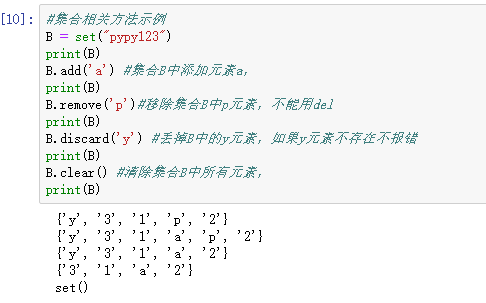 [10]: #集合相关方法示例
B = set("pypy123")
print(B)
B.add('a') #集合B中添加元素a，
print(B)
B.remove('p')#移除集合B中p元素，不能用del
print(B)
B.discard('y') #丢掉B中的y元素，如果y元素不存在不报错
print(B)
B.clear() #清除集合B中所有元素，
print(B)
{'y', '3', '1', 'p', '2'}
{'y', '3', '1', 'a', 'p', '2'}
{'y', '3', '1', 'a', '2'}
{'3', '1', 'a', '2'}
set()